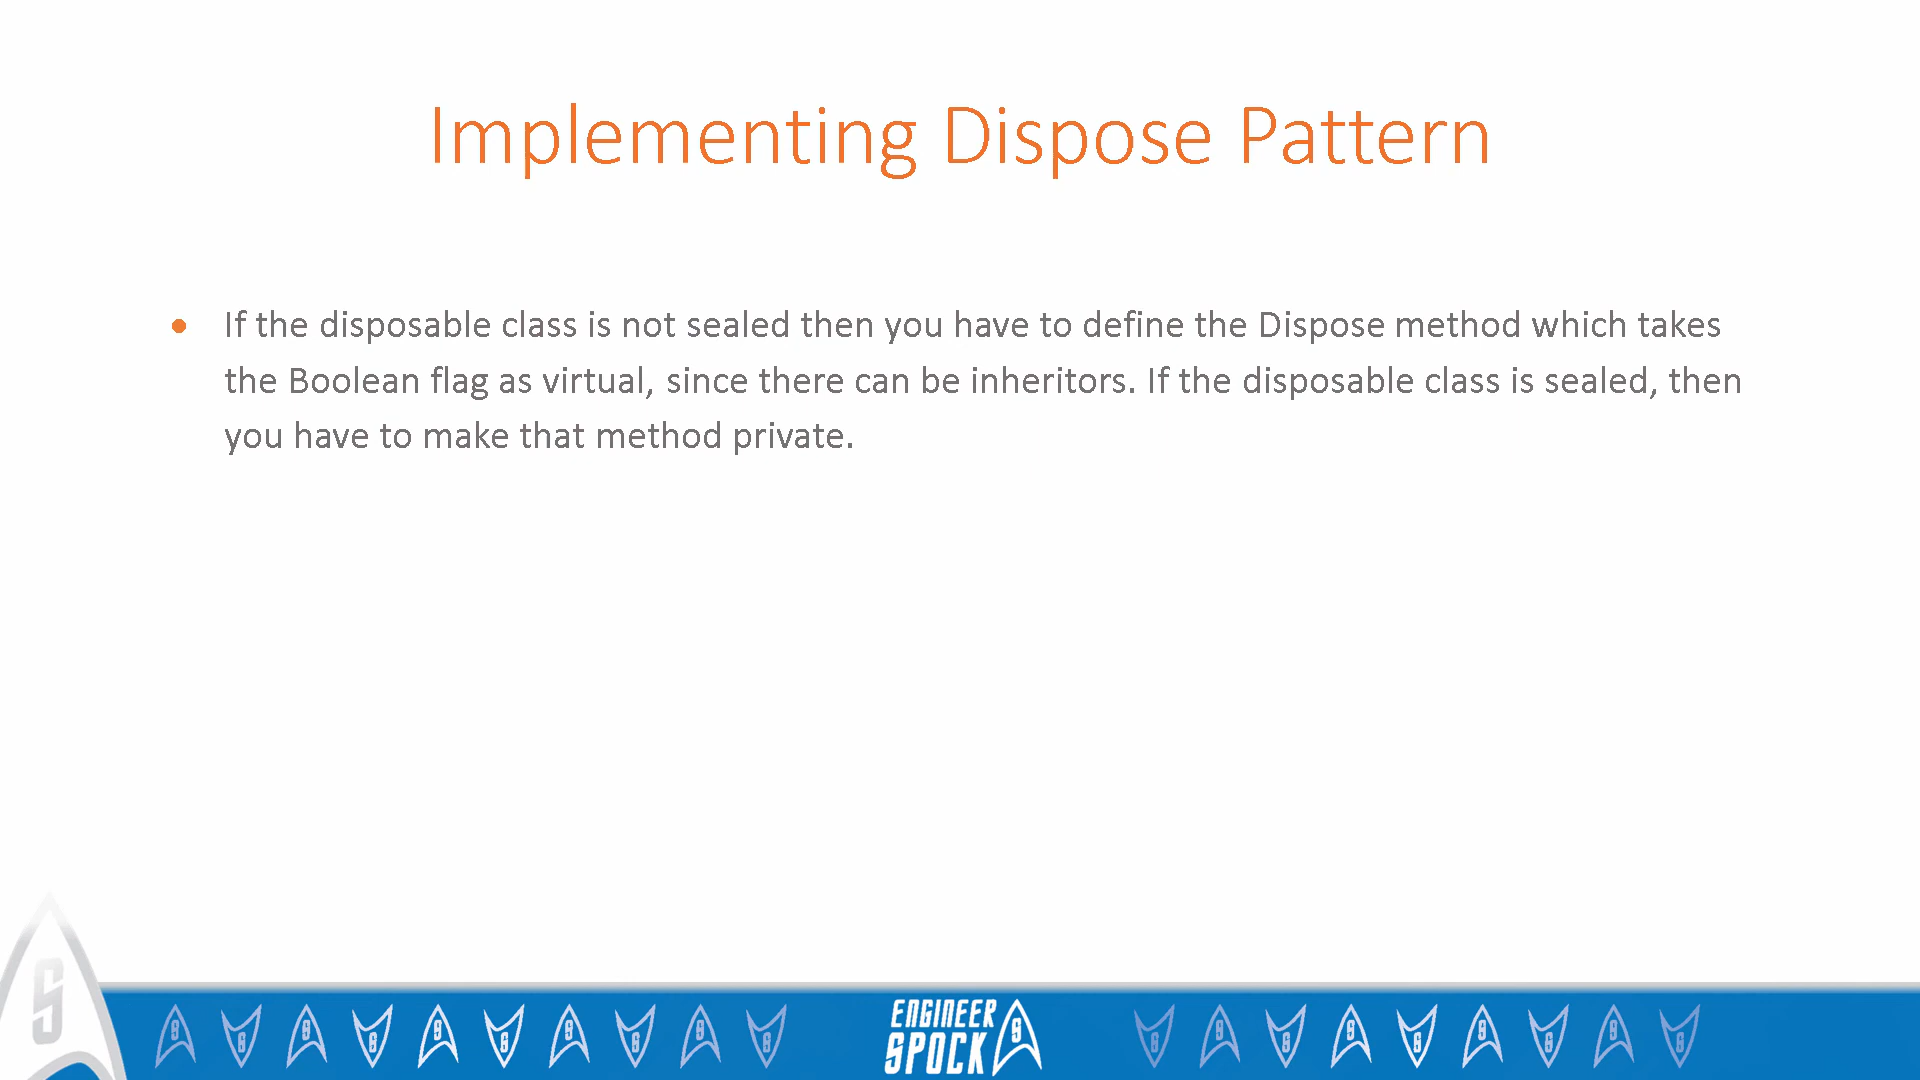 Implementing Dispose Pattern
• If the disposable class is not sealed then you have to define the Dispose method which takes
the Boolean flag as virtual, since there can be inheritors. If the disposable class is sealed, then
you have to make that method private.
ENGINEER
SPOCK